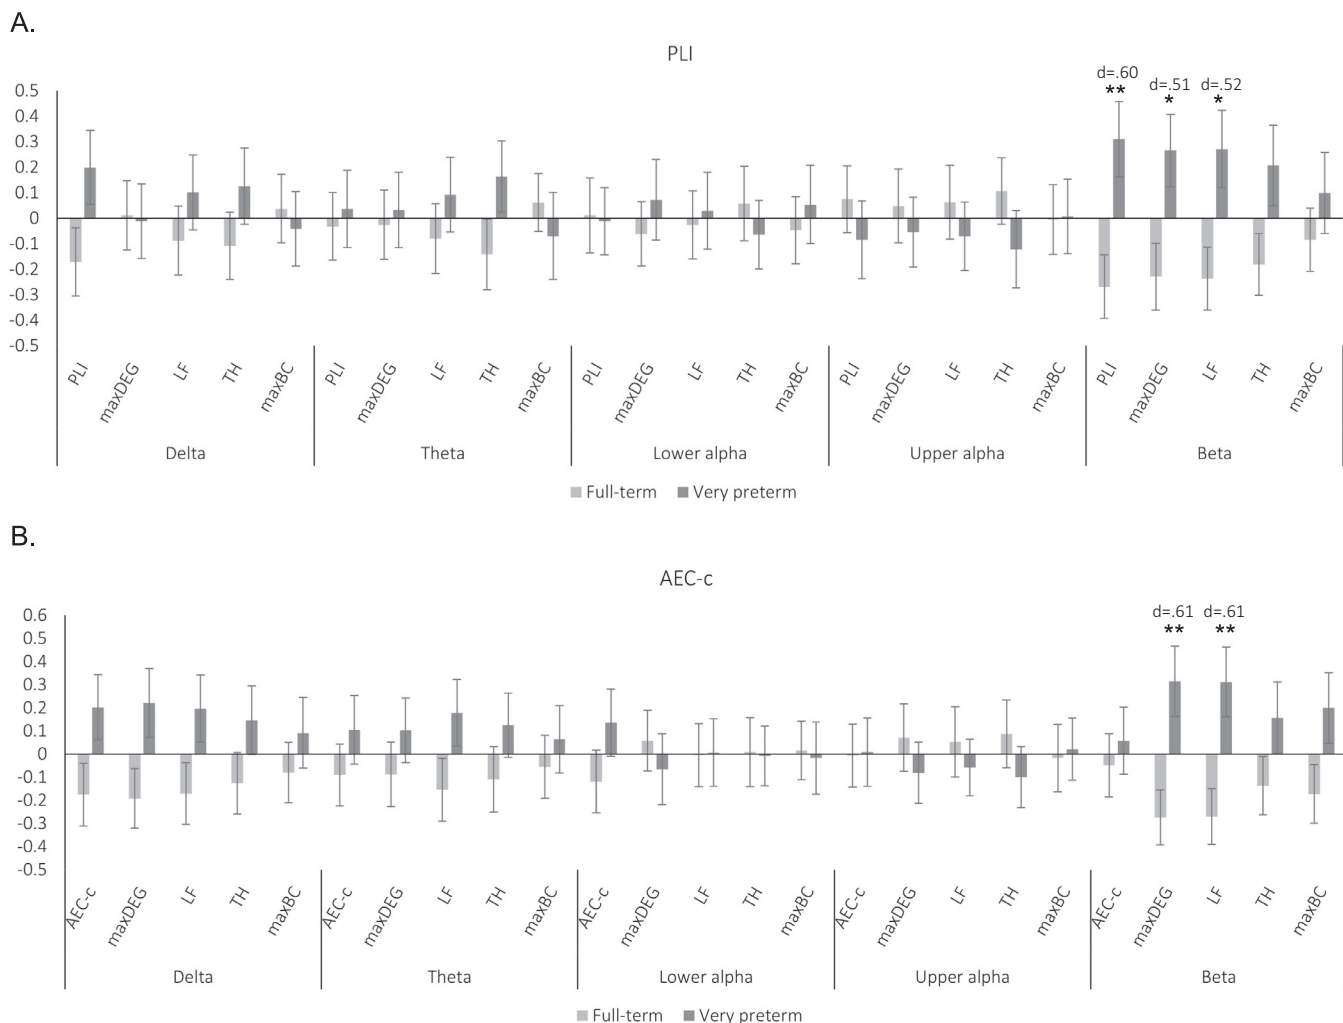 A.
PLI
d=.60
d=.51 d=.52
** * *
0.5
0.4
0.3
0.2
0.1
0
-0.1
-0.2
-0.3
-0.4
-0.5
PLI maxDEG LF TH maxBC PLI maxDEG LF TH maxBC PLI maxDEG LF TH maxBC PLI maxDEG LF TH maxBC PLI maxDEG LF TH maxBC
Delta Theta Lower alpha Upper alpha Beta
Full-term Very preterm
B.
AEC-c
d=.61 d=.61
** **
0.6
0.5
0.4
0.3
0.2
0.1
0
-0.1
-0.2
-0.3
-0.4
-0.5
AEC-c maxDEG LF TH maxBC AEC-c maxDEG LF TH maxBC AEC-c maxDEG LF TH maxBC AEC-c maxDEG LF TH maxBC AEC-c maxDEG LF TH maxBC
Delta Theta Lower alpha Upper alpha Beta
Full-term Very preterm